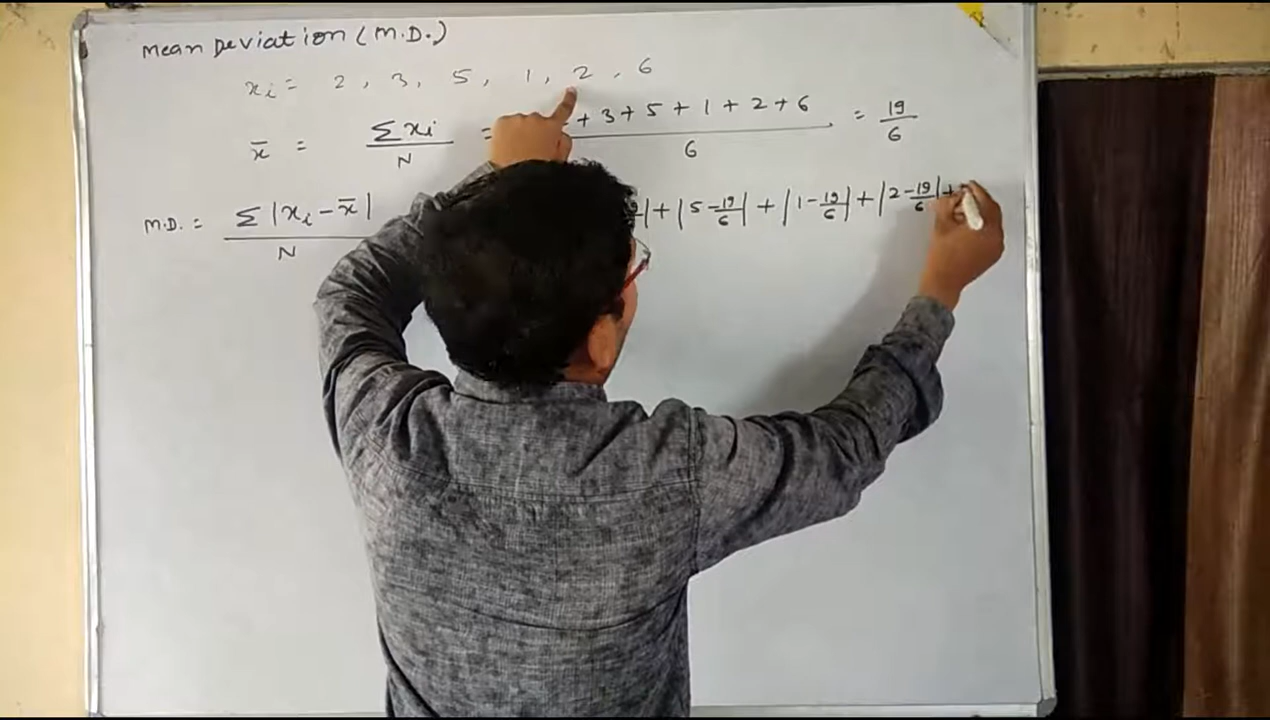 Mean Deviation (M.D.)
xᵢ = 2, 3, 5, 1, 2, 6
x̄ = Σxᵢ/N = + 3 + 5 + 1 + 2 + 6/6 = 19/6
M.D. = Σ|xᵢ - x̄|/N | + |5 - 19/6| + |1 - 19/6| + |2 - 19/6| +